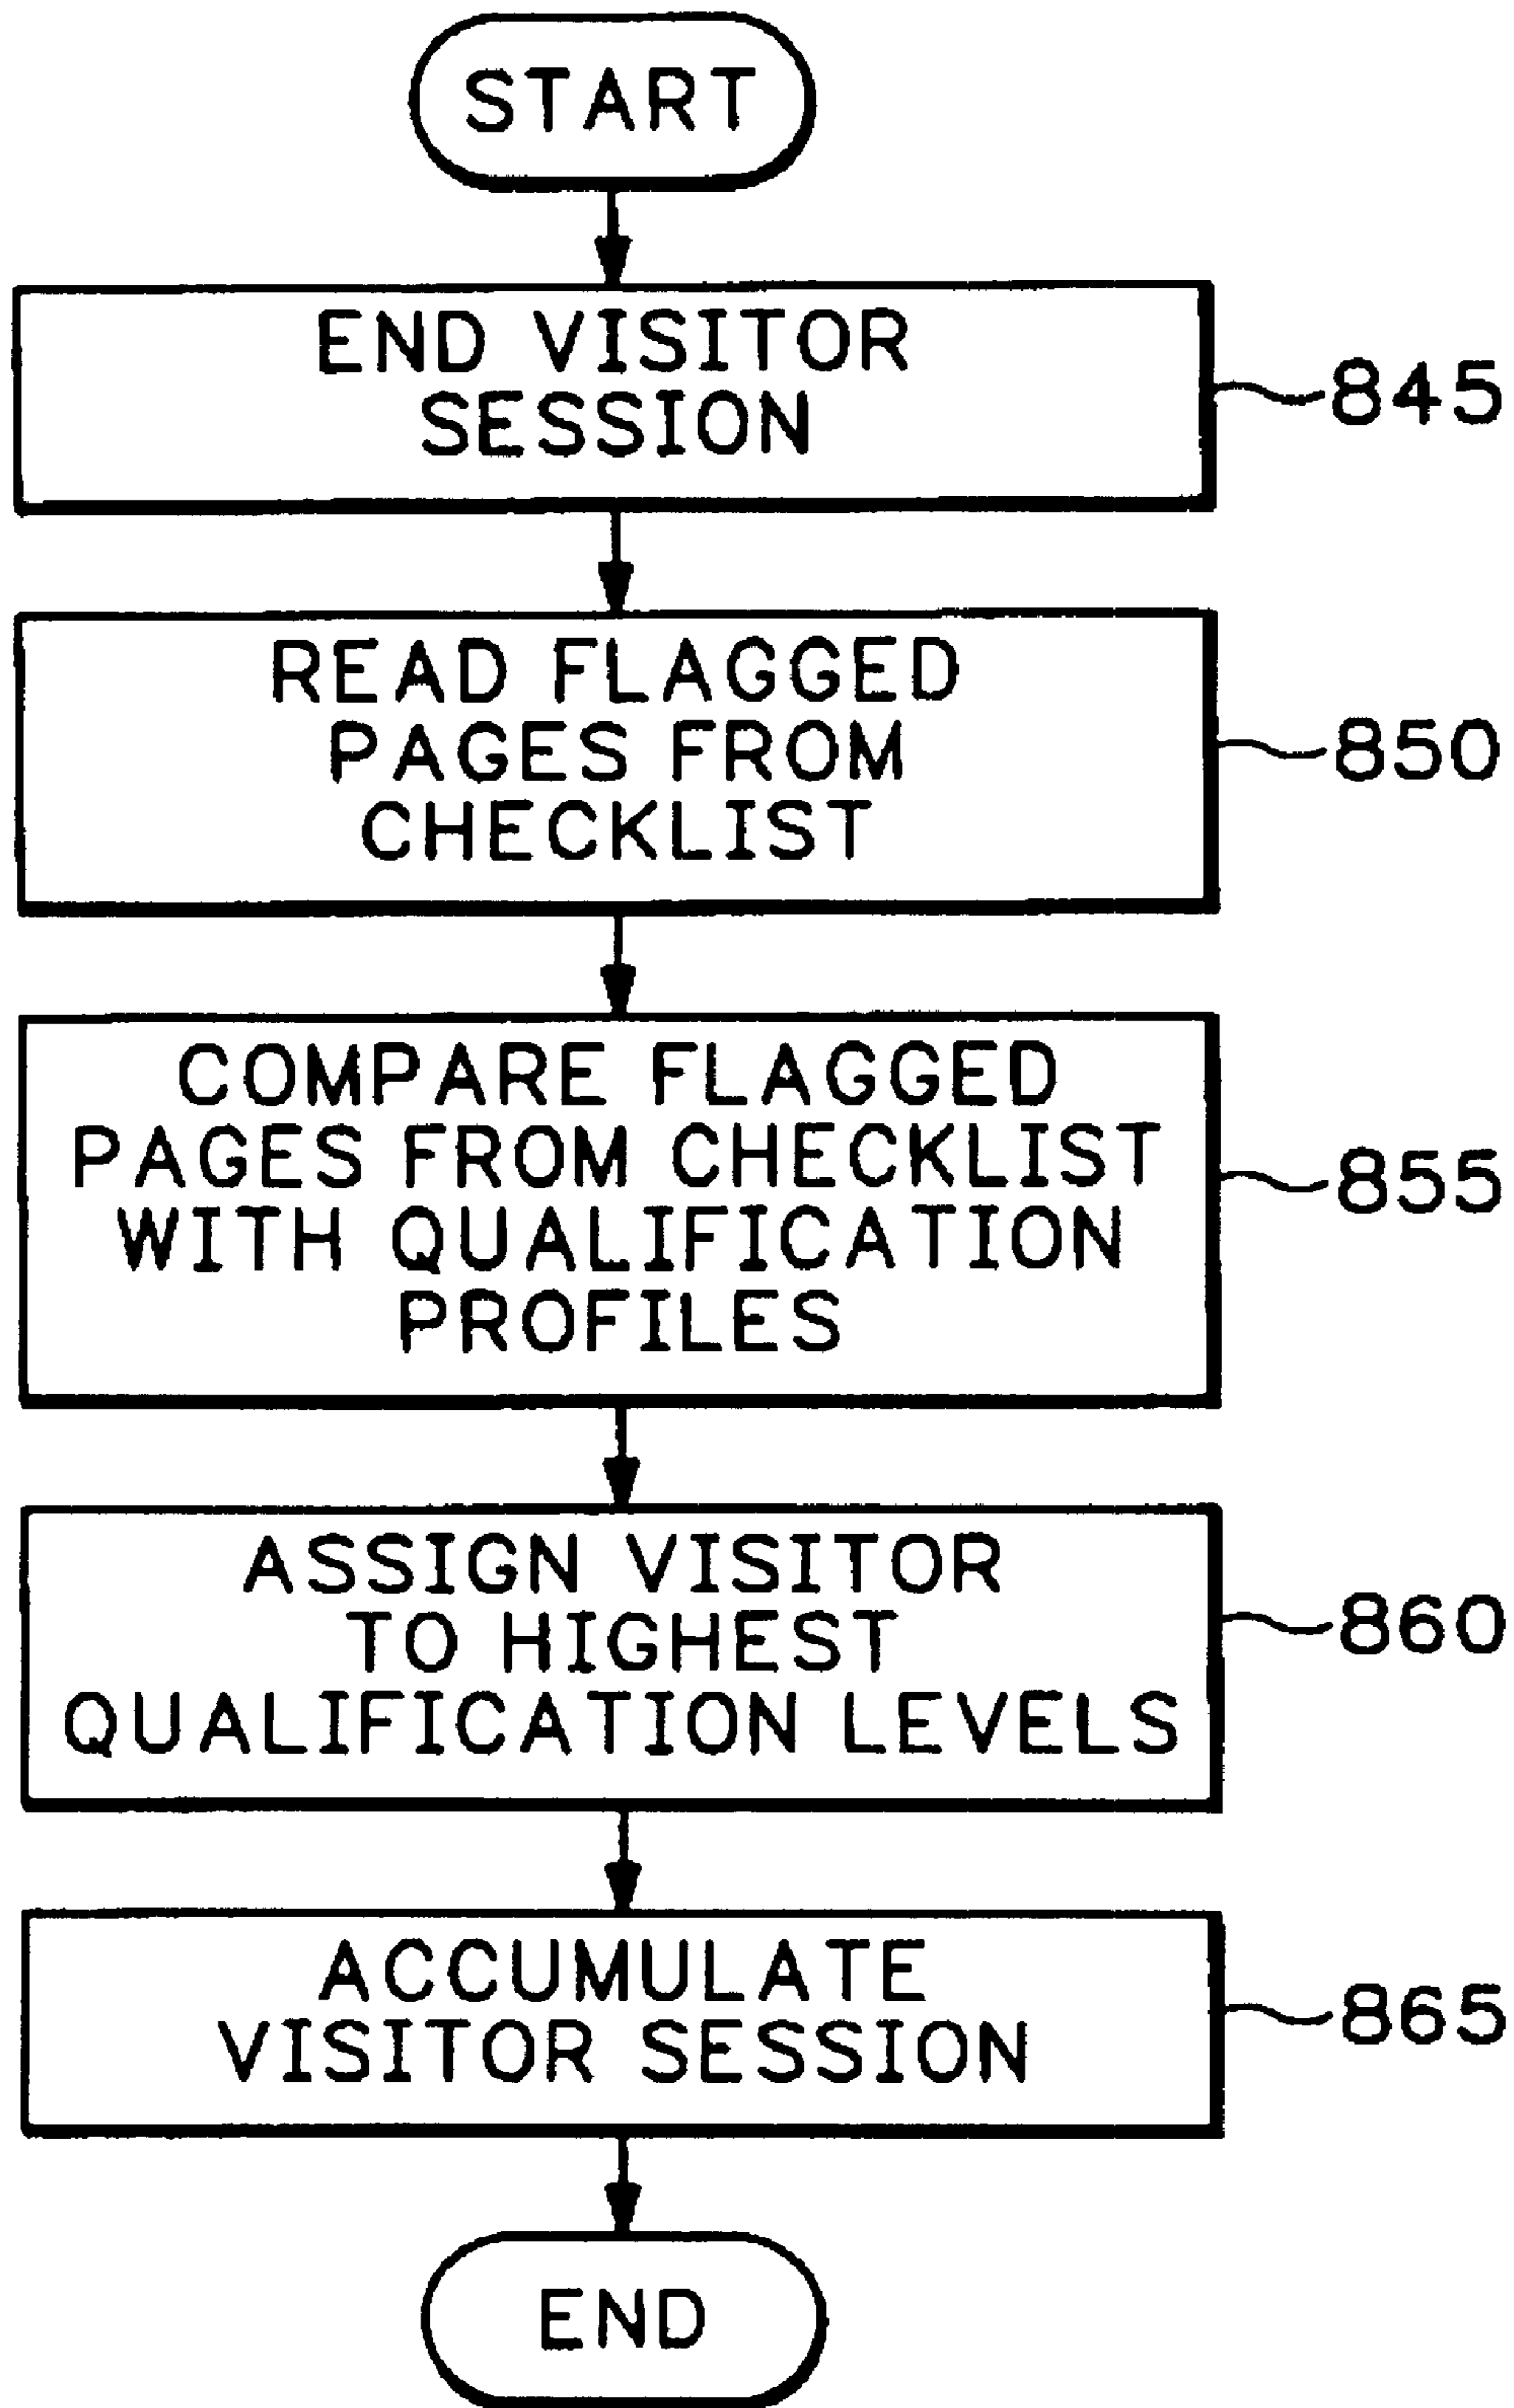 START
END VISITOR
SESSION
845
READ FLAGGED
PAGES FROM
CHECKLIST
850
COMPARE FLAGGED
PAGES FROM CHECKLIST
WITH QUALIFICATION
PROFILES
855
ASSIGN VISITOR
TO HIGHEST
QUALIFICATION LEVELS
860
ACCUMULATE
VISITOR SESSION
865
END